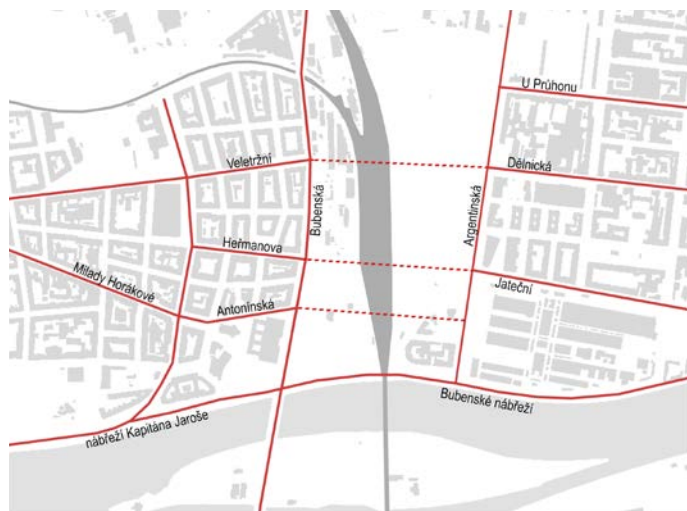 U Průhonu
Veletržní
Dělnická
Bubenská
Argentinská
Heřmanova
Milady Horákové
Jateční
Antonínská
Bubenské nábřeží
nábřeží Kapitána Jaroše